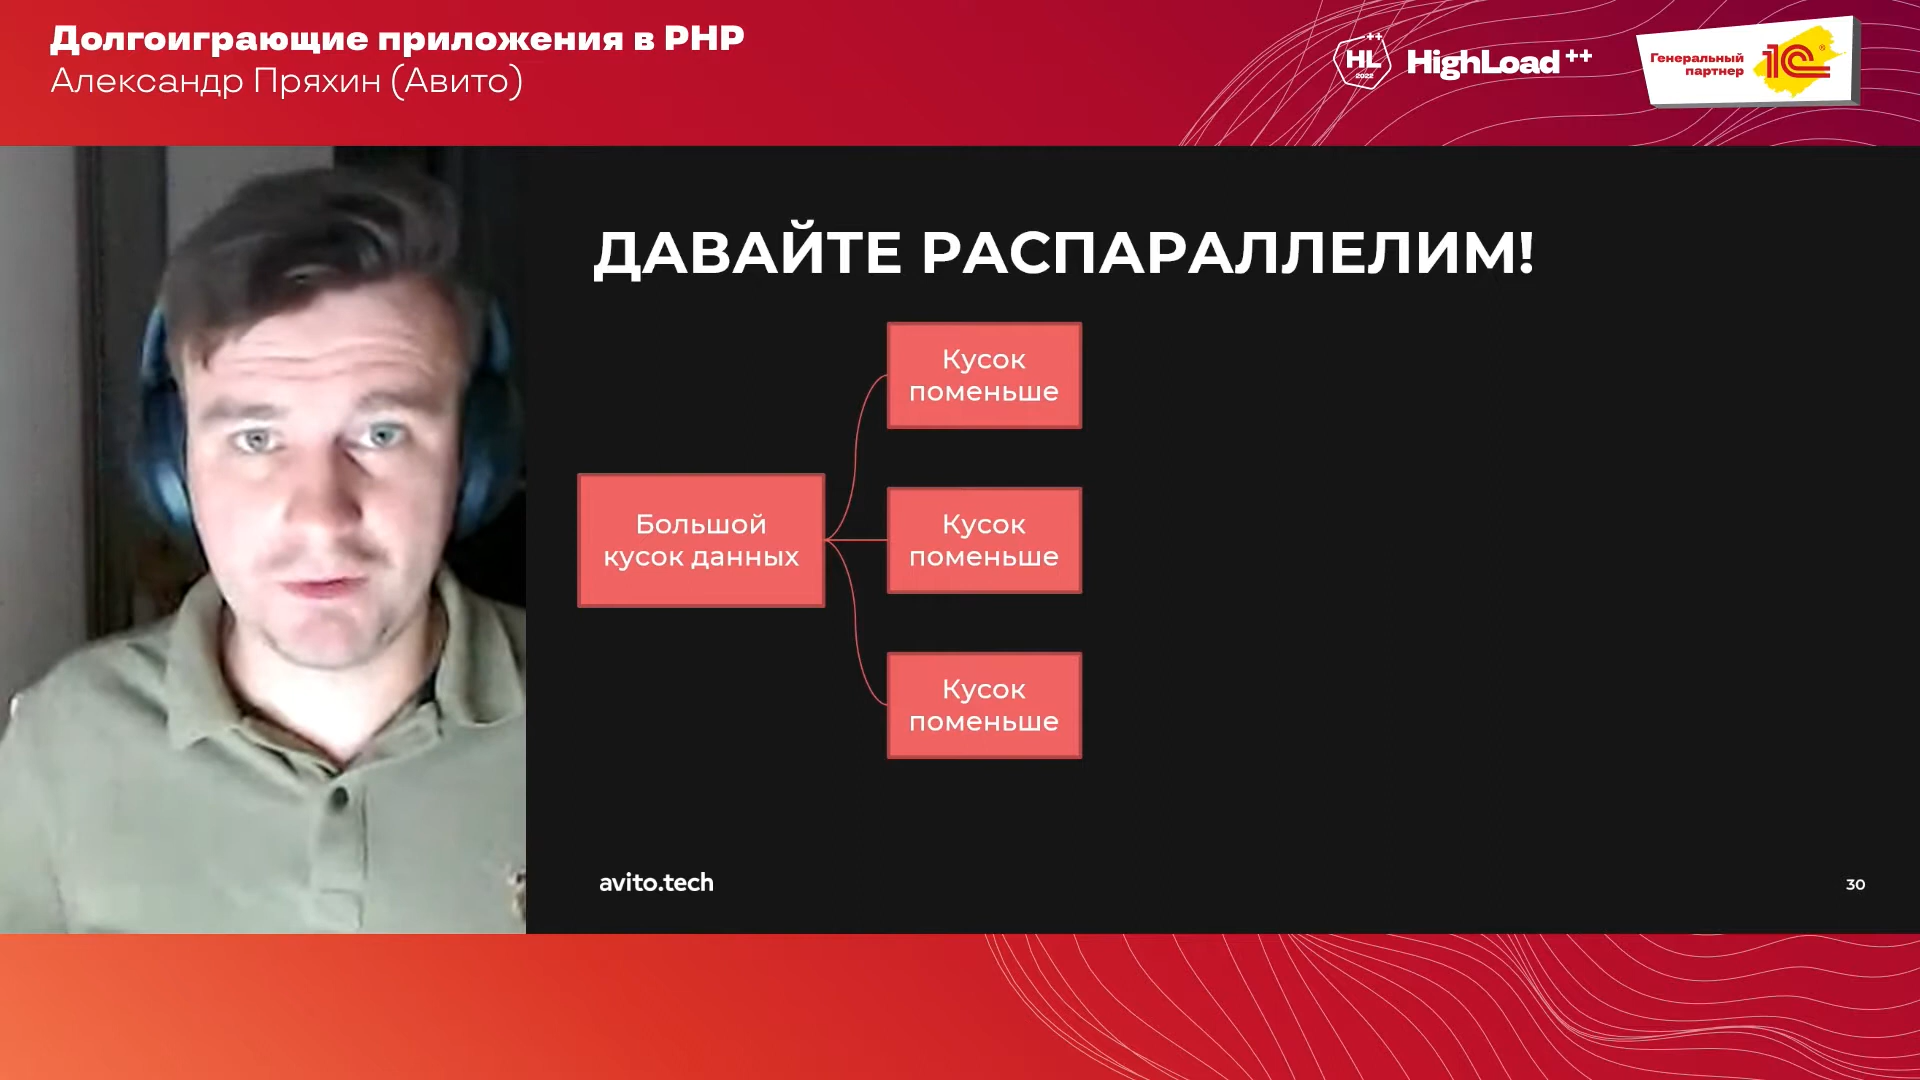 Долгоиграющие приложения в PHP
Александр Пряхин (Авито)
HL++
2022
HighLoad++
Генеральный
партнер
1С®
ДАВАЙТЕ РАСПАРАЛЛЕЛИМ!
Кусок
поменьше
Большой
кусок данных
Кусок
поменьше
Кусок
поменьше
avito.tech
30